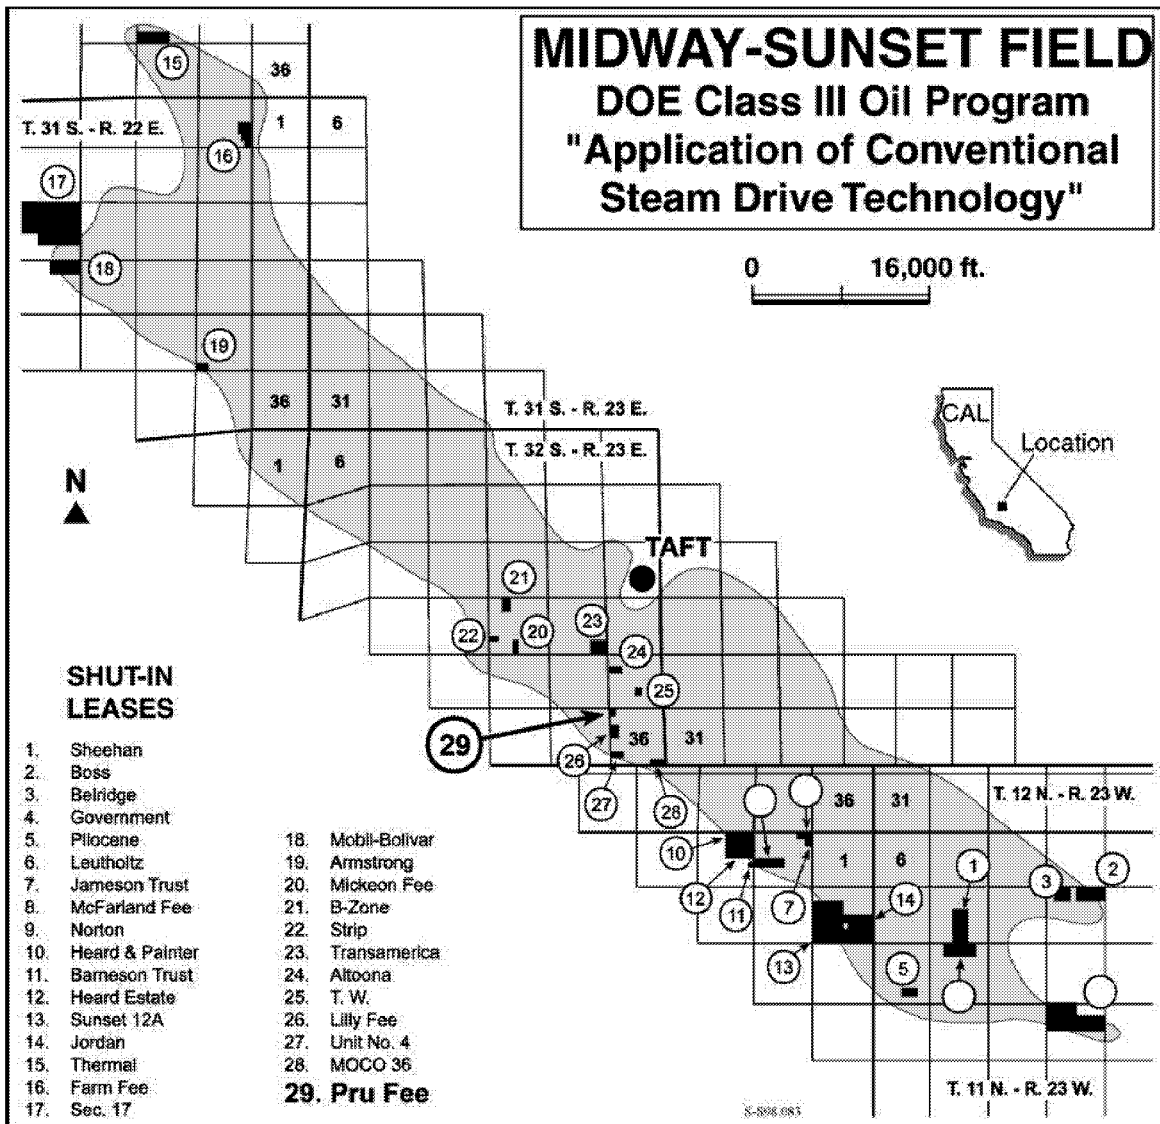 MIDWAY-SUNSET FIELD
DOE Class III Oil Program
"Application of Conventional
Steam Drive Technology"
0 16,000 ft.
15
36
T. 31 S. - R. 22 E.
1 6
16
17
18
19
36 31
T. 31 S. - R. 23 E.
T. 32 S. - R. 23 E.
1 6
CAL
Location
N
TAFT
21
22 20 23
24
25
29
36 31
26
27 28
36 31
T. 12 N. - R. 23 W.
10
1 6 1
3 2
12 11 7 14
13 5
T. 11 N. - R. 23 W.
SHUT-IN
LEASES
1. Sheehan
2. Boss
3. Belridge
4. Government
5. Pliocene
6. Leutholtz
7. Jameson Trust
8. McFarland Fee
9. Norton
10. Heard & Painter
11. Barneson Trust
12. Heard Estate
13. Sunset 12A
14. Jordan
15. Thermal
16. Farm Fee
17. Sec. 17
18. Mobil-Bolivar
19. Armstrong
20. Mickeon Fee
21. B-Zone
22. Strip
23. Transamerica
24. Altoona
25. T. W.
26. Lilly Fee
27. Unit No. 4
28. MOCO 36
29. Pru Fee